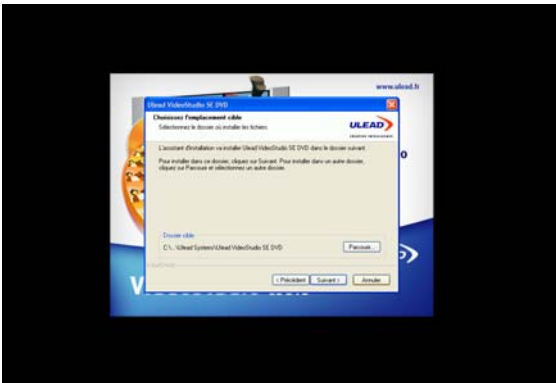 www.ulead.fr
Ulead VideoStudio SE DVD
Choisissez l'emplacement cible
Sélectionnez le dossier où installer les fichiers.
ULEAD
L'assistant d'installation va installer Ulead VideoStudio SE DVD dans le dossier suivant.
Pour installer dans ce dossier, cliquez sur Suivant. Pour installer dans un autre dossier,
cliquez sur Parcourir et sélectionnez un autre dossier.
Dossier cible
C:\...\Ulead Systems\Ulead VideoStudio SE DVD
Parcourir...
< Précédent
Suivant >
Annuler